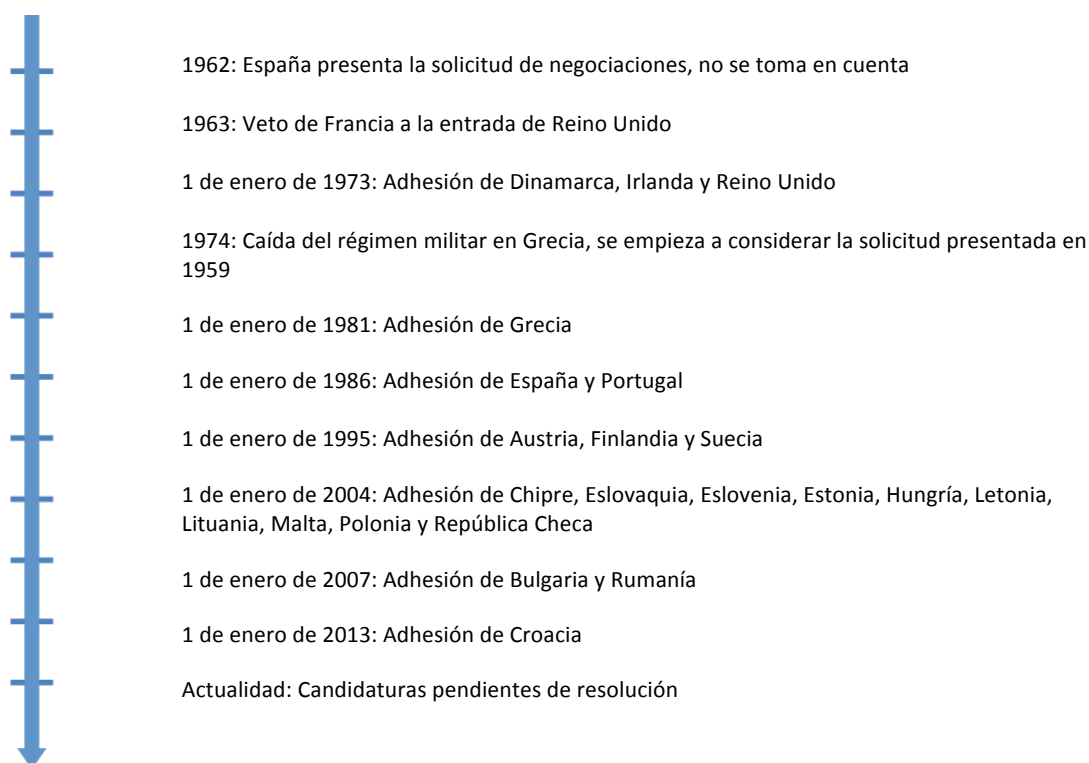 1962: España presenta la solicitud de negociaciones, no se toma en cuenta
1963: Veto de Francia a la entrada de Reino Unido
1 de enero de 1973: Adhesión de Dinamarca, Irlanda y Reino Unido
1974: Caída del régimen militar en Grecia, se empieza a considerar la solicitud presentada en
1959
1 de enero de 1981: Adhesión de Grecia
1 de enero de 1986: Adhesión de España y Portugal
1 de enero de 1995: Adhesión de Austria, Finlandia y Suecia
1 de enero de 2004: Adhesión de Chipre, Eslovaquia, Eslovenia, Estonia, Hungría, Letonia,
Lituania, Malta, Polonia y República Checa
1 de enero de 2007: Adhesión de Bulgaria y Rumanía
1 de enero de 2013: Adhesión de Croacia
Actualidad: Candidaturas pendientes de resolución